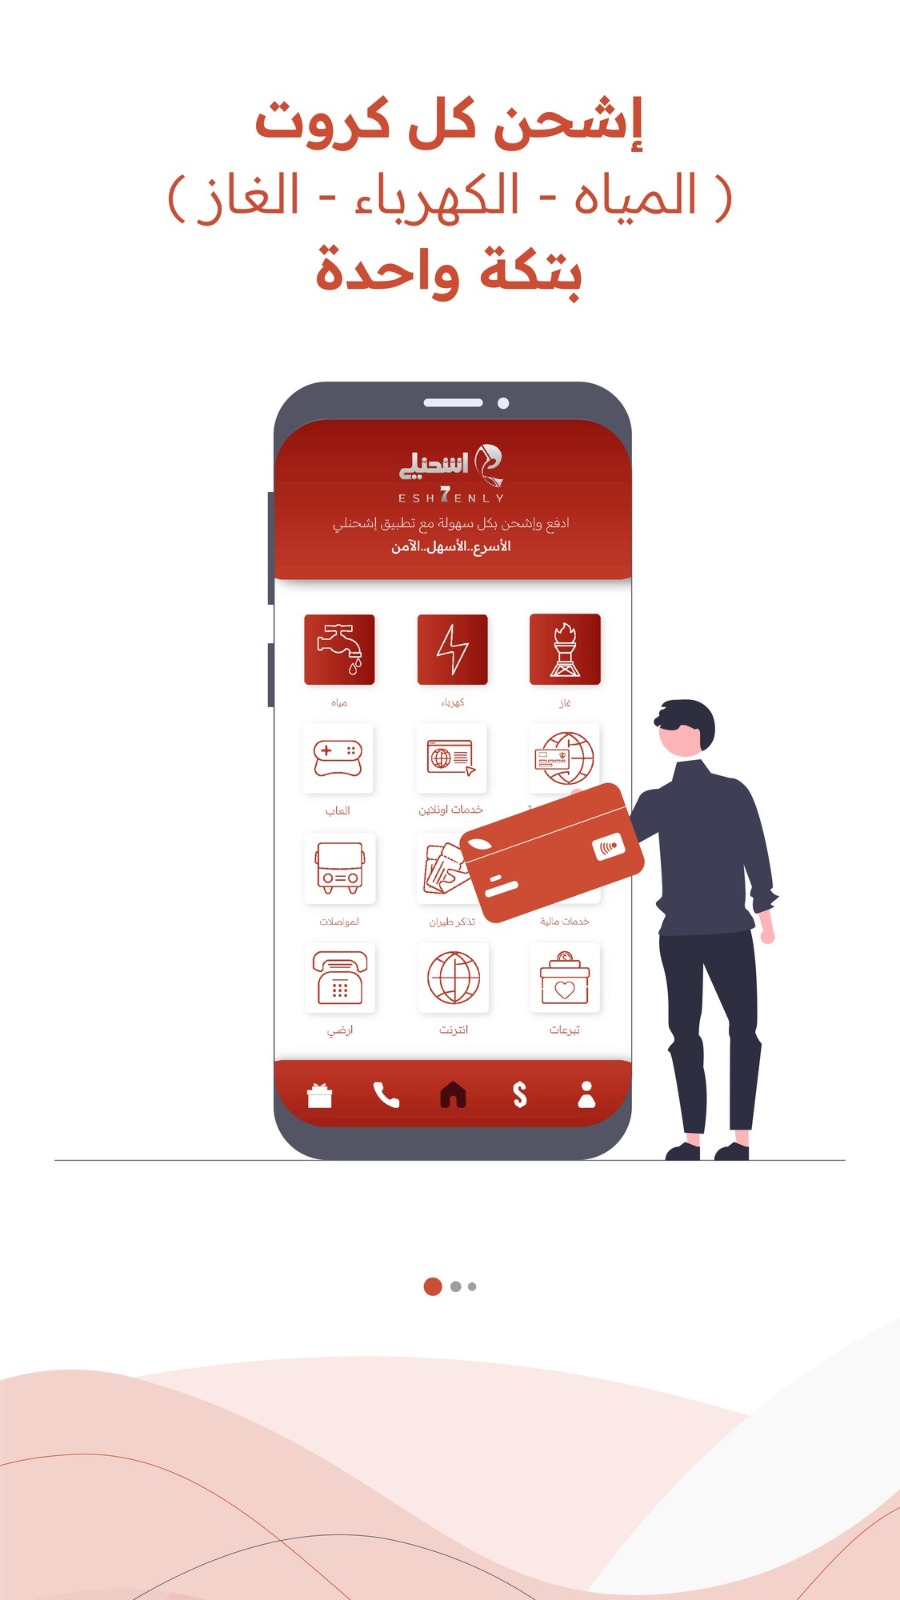 إشحن كل كروت
( المياه - الكهرباء - الغاز )
بتكة واحدة
اشحنلي
ESH7ENLY
ادفع وإشحن بكل سهولة مع تطبيق إشحنلي
الأسرع..الأسهل..الآمن
غاز
كهرباء
مياه
خدمات اونلاين
العاب
خدمات مالية
تذاكر طيران
المواصلات
تبرعات
انترنت
ارضي